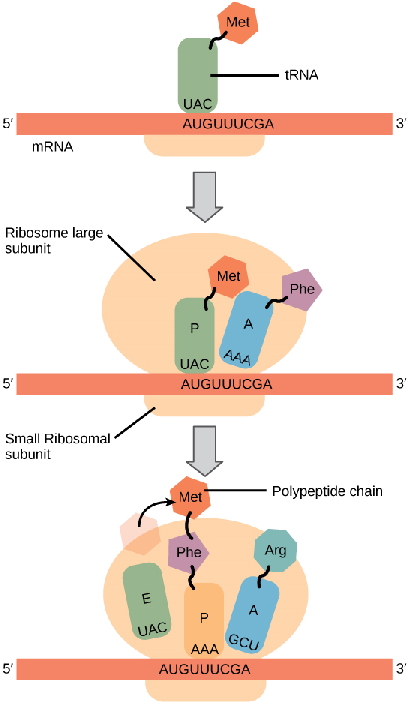 Met
tRNA
UAC
5′ AUGUUUCGA 3′
mRNA
Ribosome large
subunit
Met
Phe
P
A
UAC
AAA
5′ AUGUUUCGA 3′
Small Ribosomal
subunit
Met
Polypeptide chain
Phe
Arg
E
P
A
UAC
AAA
GCU
5′ AUGUUUCGA 3′